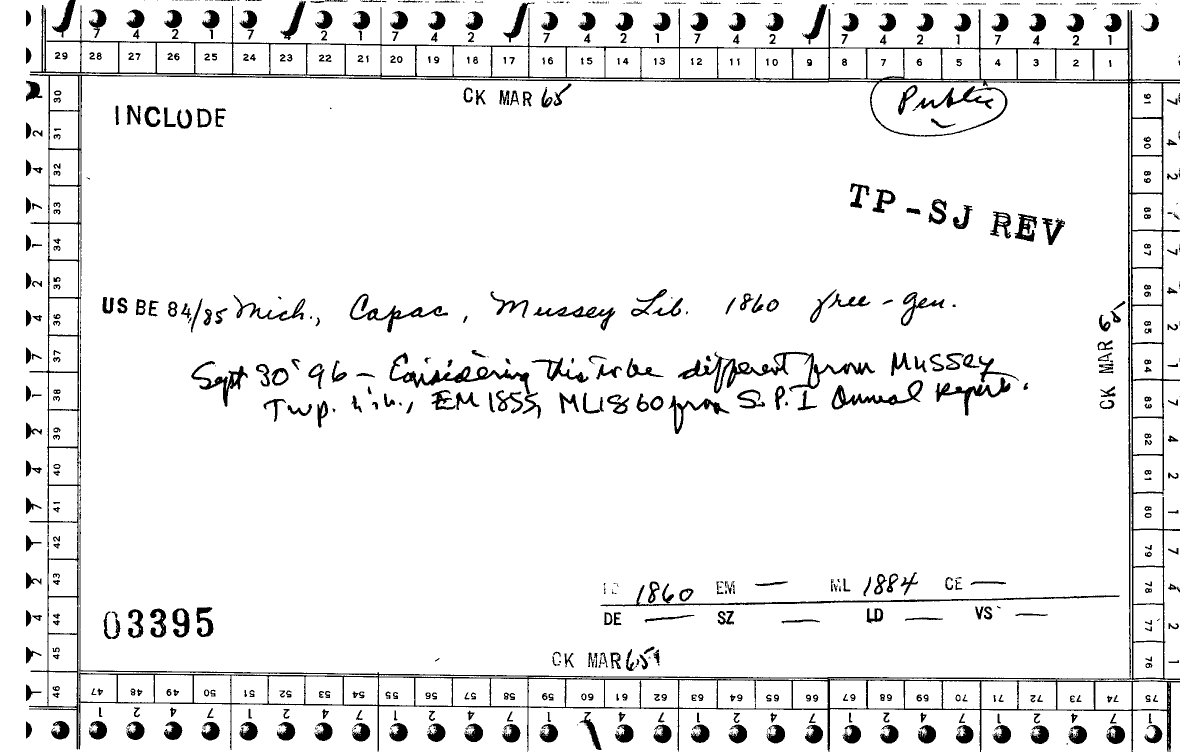 7 4 2 1 7 4 2 1 7 4 2 1 7 4 2 1 7 4 2 1 7 4 2 1 7 4 2 1
29 28 27 26 25 24 23 22 21 20 19 18 17 16 15 14 13 12 11 10 9 8 7 6 5 4 3 2 1
CK MAR 65
Public
INCLUDE
TP-SJ REV
US BE 84/85 Mich., Capac, Mussey Lib. 1860 free-gen.
Sept 30 '96 – Considering this to be different from Mussey
Twp. Lib., EM 1855, ML 1860 from S.P.I Annual Reports.
CK MAR 65
1860 EM — ML 1884 CE —
DE — SZ — LD — VS —
03395
CK MAR 65
30 31 32 33 34 35 36 37 38 39 40 41 42 43 44 45 46
91 90 89 88 87 86 85 84 83 82 81 80 79 78 77 76 75
47 48 49 50 51 52 53 54 55 56 57 58 59 60 61 62 63 64 65 66 67 68 69 70 71 72 73 74
1 2 4 7 1 2 4 7 1 2 4 7 1 2 4 7 1 2 4 7 1 2 4 7 1 2 4 7